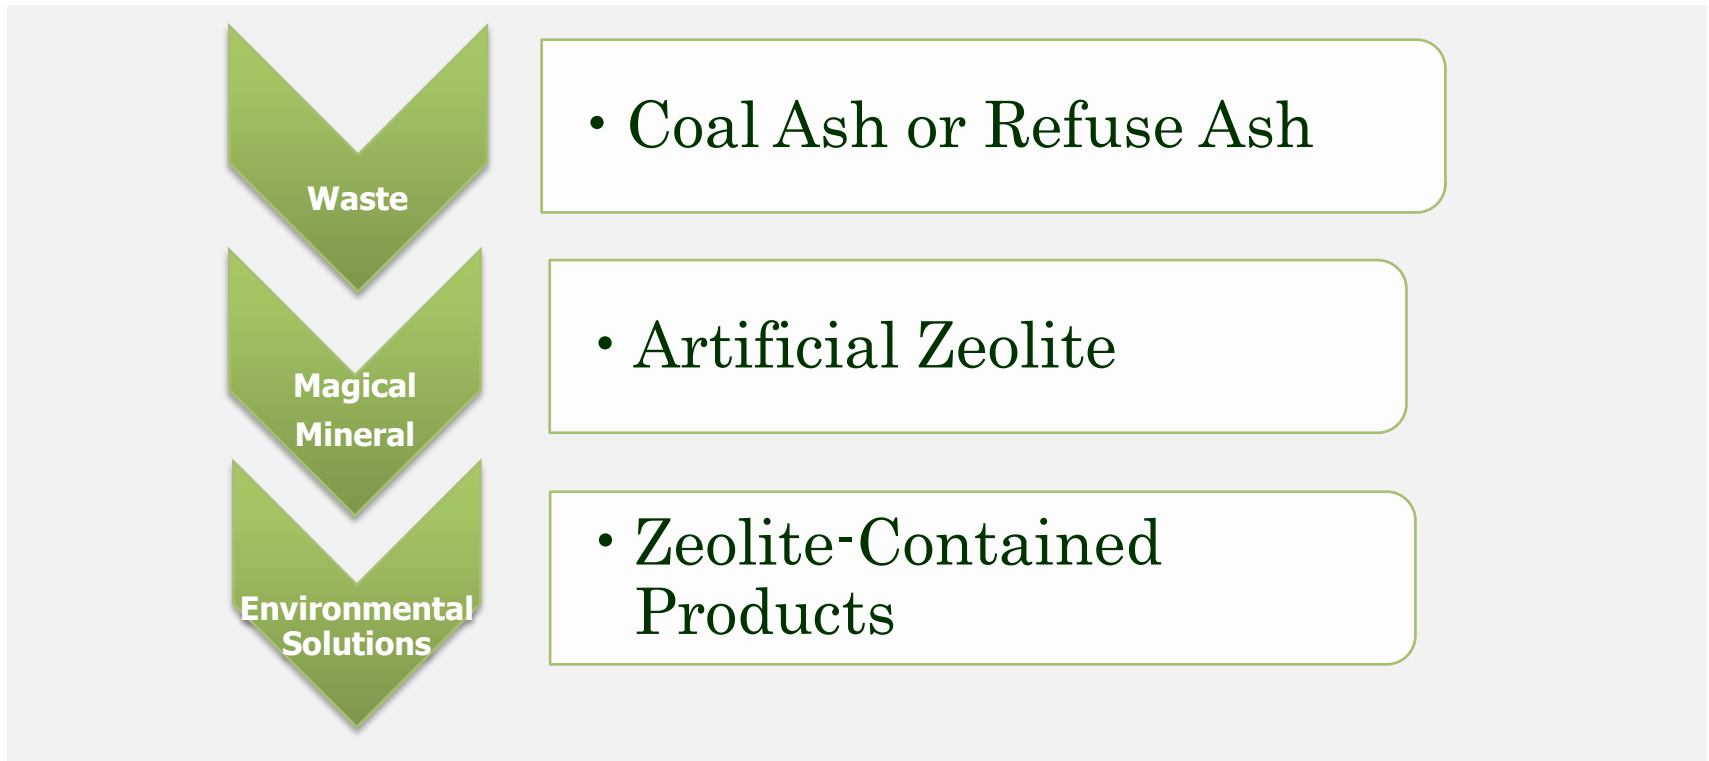 Waste
• Coal Ash or Refuse Ash
Magical
Mineral
• Artificial Zeolite
Environmental
Solutions
• Zeolite-Contained
Products